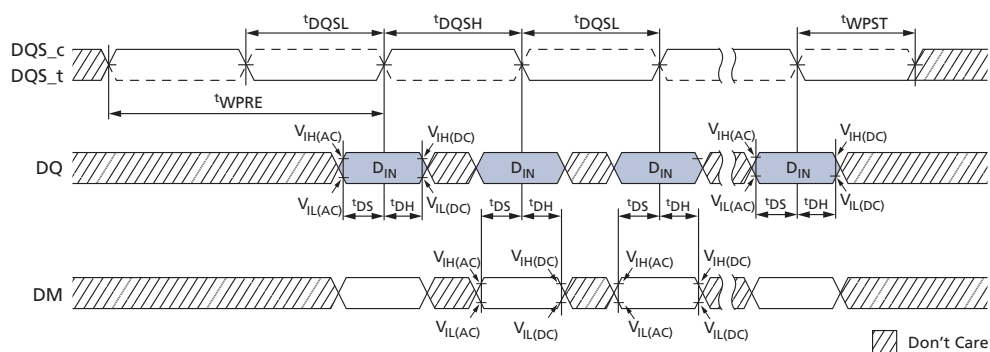 tDQSL tDQSH tDQSL tWPST
DQS_c
DQS_t
tWPRE
VIH(AC) VIH(DC) VIH(AC) VIH(DC)
DQ DIN DIN DIN DIN
VIL(AC) tDS tDH VIL(DC) tDS tDH tDS tDH VIL(AC) tDS tDH VIL(DC)
VIH(AC) VIH(DC) VIH(AC) VIH(DC)
DM
VIL(AC) VIL(DC) VIL(AC) VIL(DC)
Don't Care